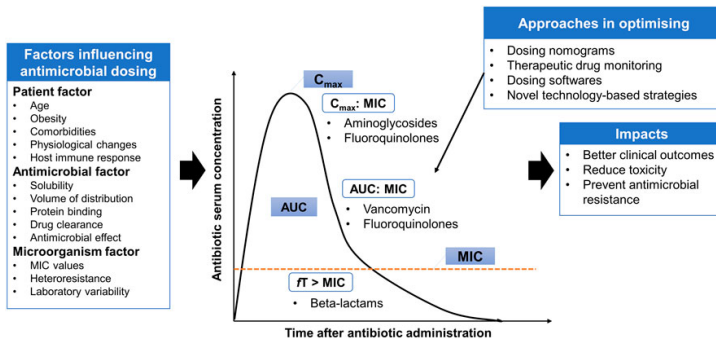 Factors influencing
antimicrobial dosing
Patient factor
• Age
• Obesity
• Comorbidities
• Physiological changes
• Host immune response
Antimicrobial factor
• Solubility
• Volume of distribution
• Protein binding
• Drug clearance
• Antimicrobial effect
Microorganism factor
• MIC values
• Heteroresistance
• Laboratory variability
Antibiotic serum concentration
Cmax
Cmax: MIC
• Aminoglycosides
• Fluoroquinolones
AUC
AUC: MIC
• Vancomycin
• Fluoroquinolones
MIC
fT > MIC
• Beta-lactams
Time after antibiotic administration
Approaches in optimising
• Dosing nomograms
• Therapeutic drug monitoring
• Dosing softwares
• Novel technology-based strategies
Impacts
• Better clinical outcomes
• Reduce toxicity
• Prevent antimicrobial
resistance